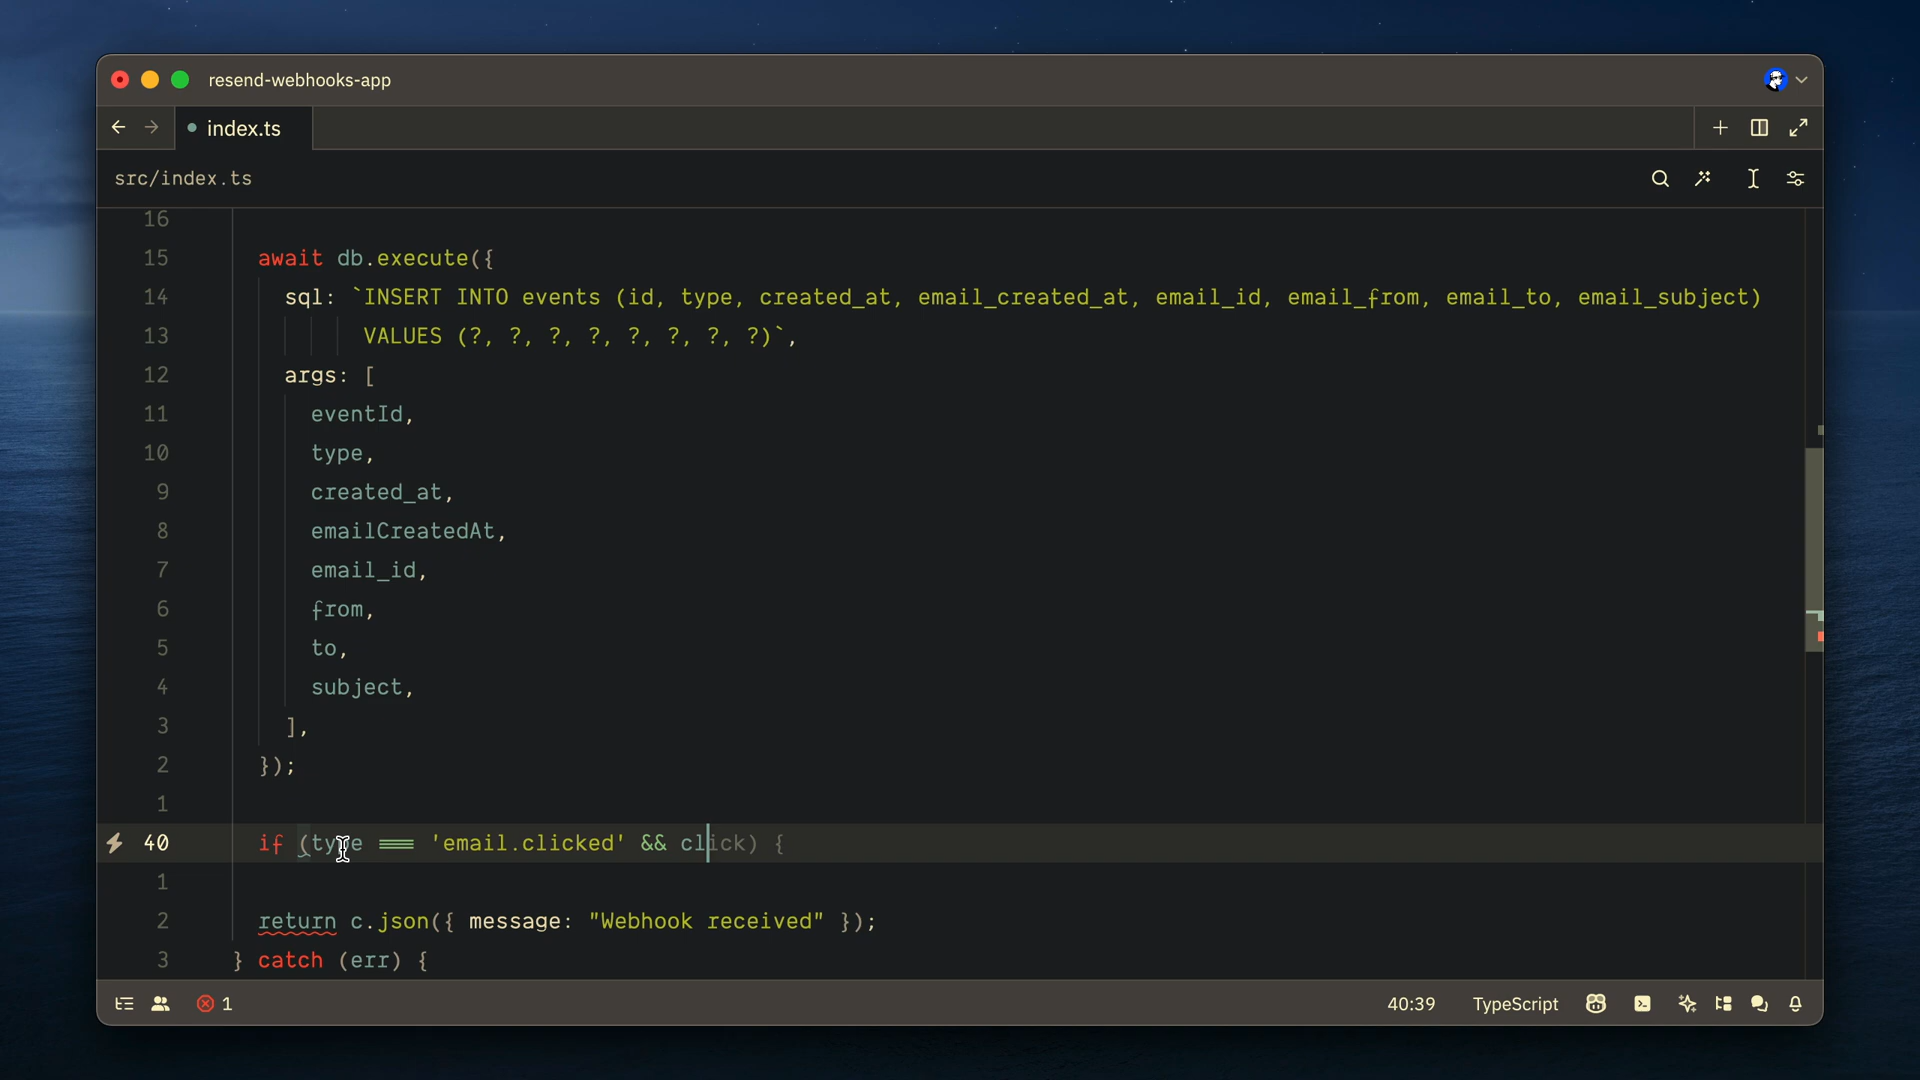 resend-webhooks-app
index.ts
src/index.ts
16
15 await db.execute({
14 sql: `INSERT INTO events (id, type, created_at, email_created_at, email_id, email_from, email_to, email_subject)
13 VALUES (?, ?, ?, ?, ?, ?, ?, ?)`,
12 args: [
11 eventId,
10 type,
9 created_at,
8 emailCreatedAt,
7 email_id,
6 from,
5 to,
4 subject,
3 ],
2 });
1
40 if (type === 'email.clicked' && click) {
1
2 return c.json({ message: "Webhook received" });
3 } catch (err) {
1 40:39 TypeScript